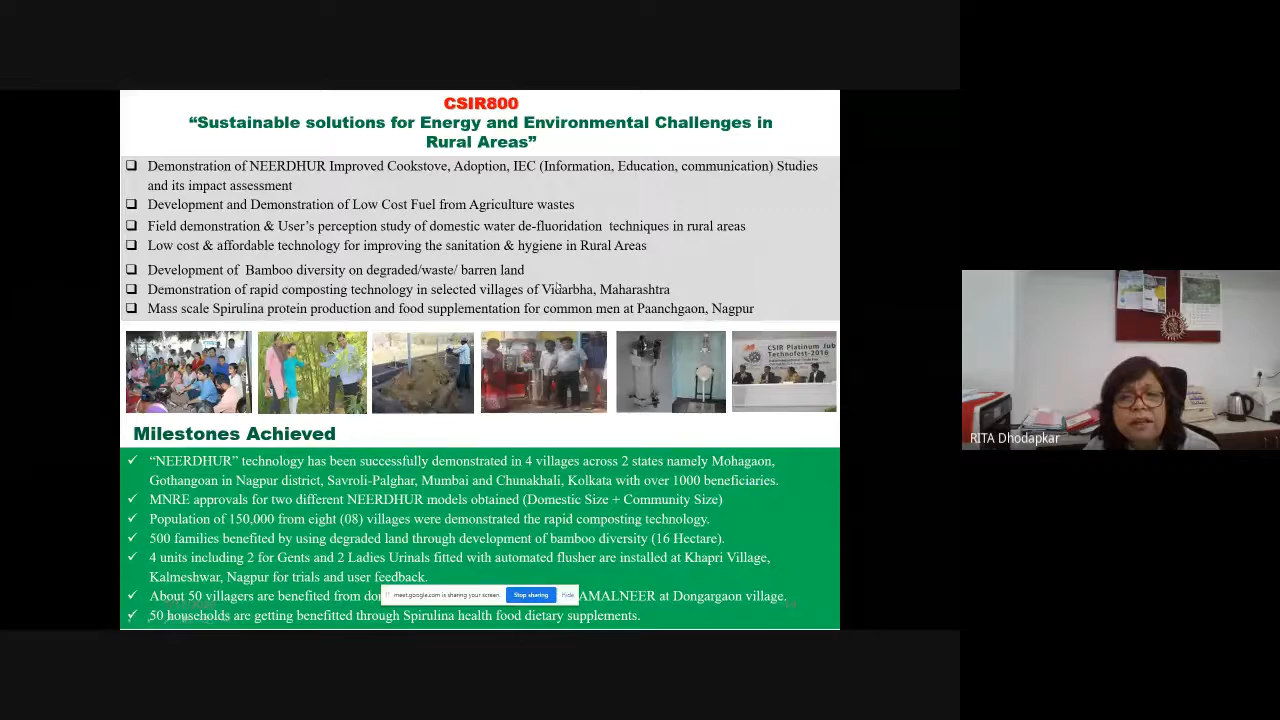 CSIR800
“Sustainable solutions for Energy and Environmental Challenges in
Rural Areas”
❑ Demonstration of NEERDHUR Improved Cookstove, Adoption, IEC (Information, Education, communication) Studies
and its impact assessment
❑ Development and Demonstration of Low Cost Fuel from Agriculture wastes
❑ Field demonstration & User’s perception study of domestic water de-fluoridation techniques in rural areas
❑ Low cost & affordable technology for improving the sanitation & hygiene in Rural Areas
❑ Development of Bamboo diversity on degraded/waste/ barren land
❑ Demonstration of rapid composting technology in selected villages of Vidarbha, Maharashtra
❑ Mass scale Spirulina protein production and food supplementation for common men at Paanchgaon, Nagpur
CSIR Platinum Jub
Technofest-2016
Milestones Achieved
✓ “NEERDHUR” technology has been successfully demonstrated in 4 villages across 2 states namely Mohagaon,
Gothangoan in Nagpur district, Savroli-Palghar, Mumbai and Chunakhali, Kolkata with over 1000 beneficiaries.
✓ MNRE approvals for two different NEERDHUR models obtained (Domestic Size + Community Size)
✓ Population of 150,000 from eight (08) villages were demonstrated the rapid composting technology.
✓ 500 families benefited by using degraded land through development of bamboo diversity (16 Hectare).
✓ 4 units including 2 for Gents and 2 Ladies Urinals fitted with automated flusher are installed at Khapri Village,
Kalmeshwar, Nagpur for trials and user feedback.
✓ About 50 villagers are benefited from AMALNEER at Dongargaon village.
meet.google.com is sharing your screen. Stop sharing Hide
✓ 50 households are getting benefitted through Spirulina health food dietary supplements.
RITA Dhodapkar